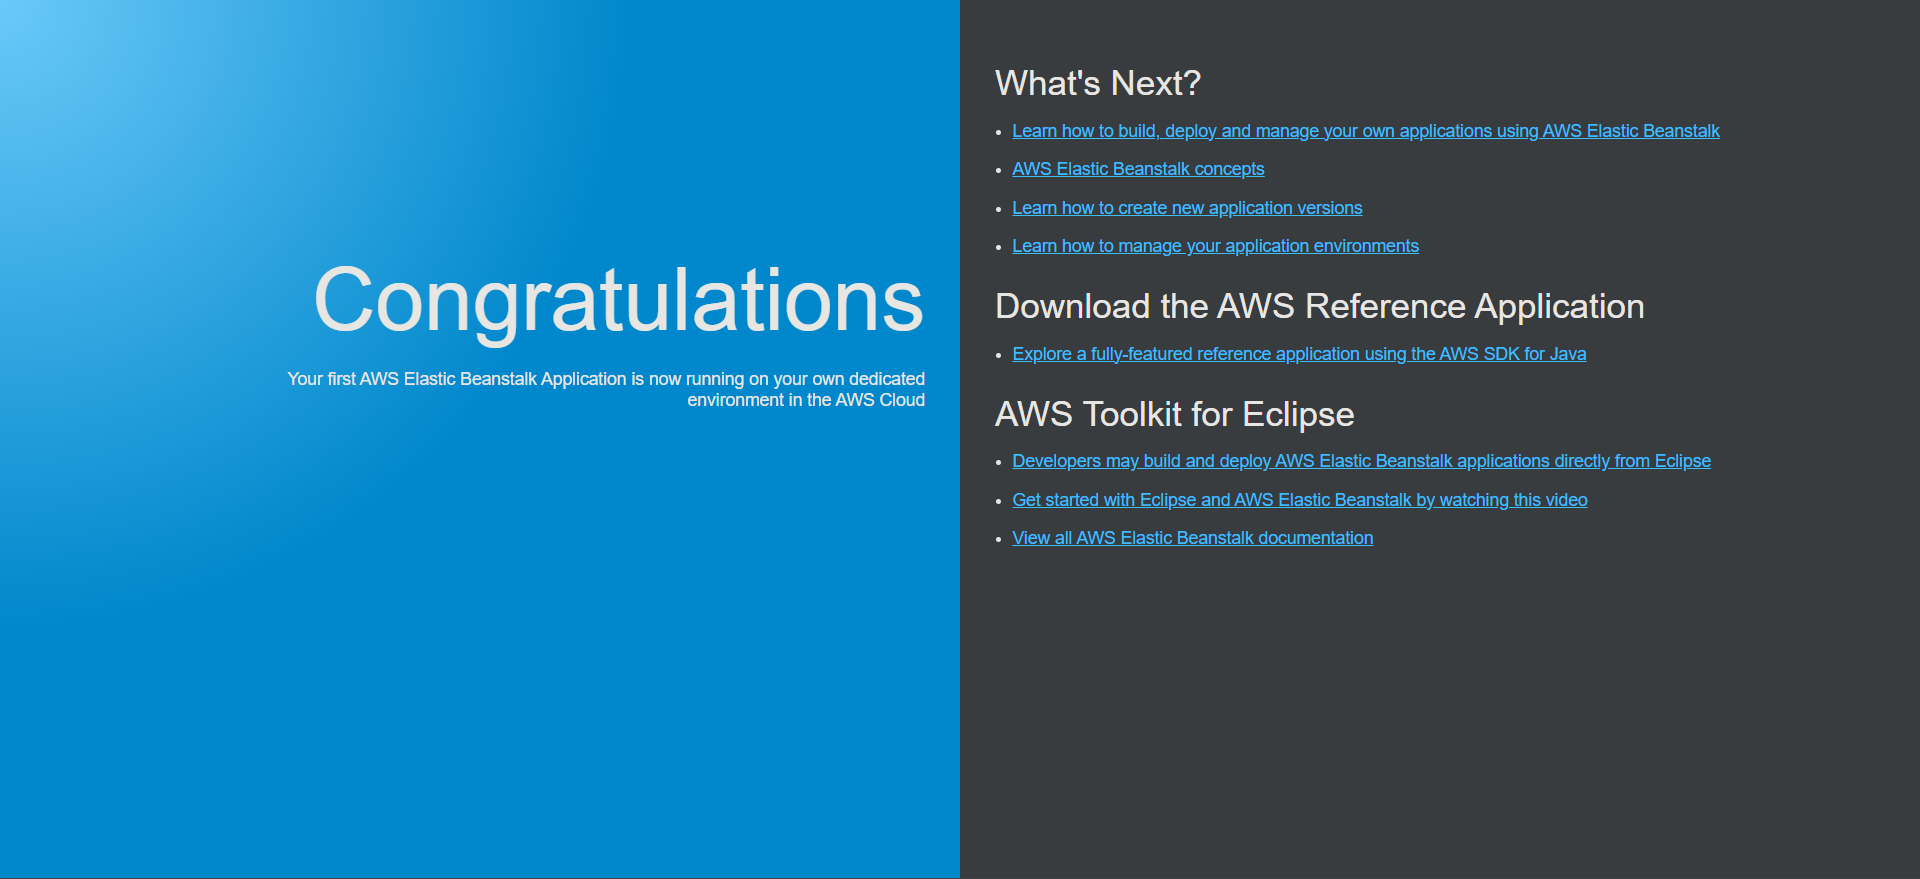 Congratulations
Your first AWS Elastic Beanstalk Application is now running on your own dedicated
environment in the AWS Cloud
What's Next?
Learn how to build, deploy and manage your own applications using AWS Elastic Beanstalk
AWS Elastic Beanstalk concepts
Learn how to create new application versions
Learn how to manage your application environments
Download the AWS Reference Application
Explore a fully-featured reference application using the AWS SDK for Java
AWS Toolkit for Eclipse
Developers may build and deploy AWS Elastic Beanstalk applications directly from Eclipse
Get started with Eclipse and AWS Elastic Beanstalk by watching this video
View all AWS Elastic Beanstalk documentation